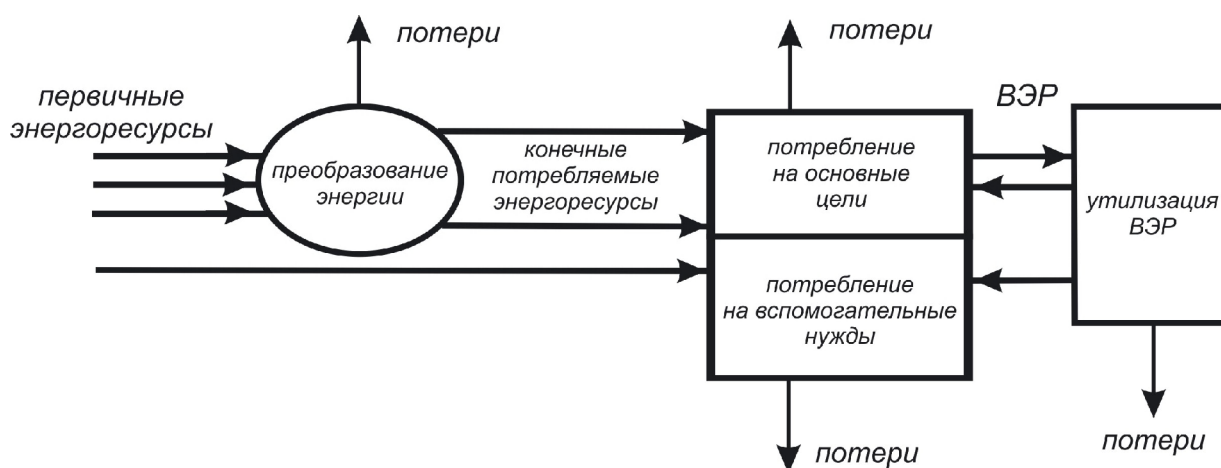 потери
потери
первичные
энергоресурсы
ВЭР
преобразование
энергии
конечные
потребляемые
энергоресурсы
потребление
на основные
цели
утилизация
ВЭР
потребление
на вспомогательные
нужды
потери
потери